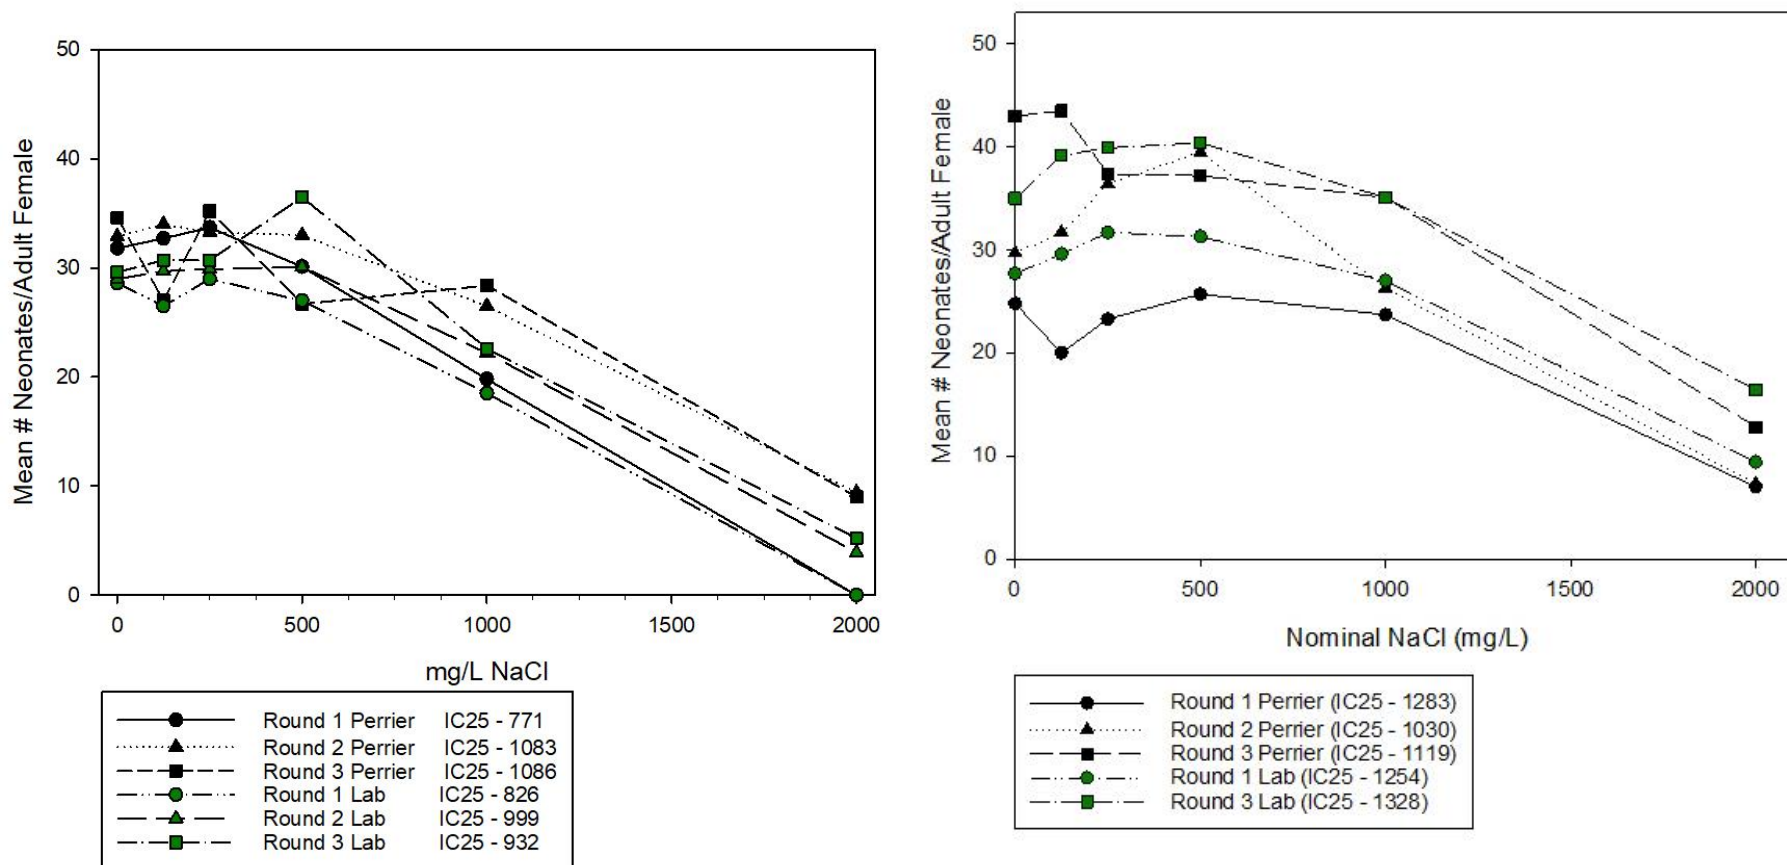 Mean # Neonates/Adult Female
50
40
30
20
10
0
0 500 1000 1500 2000
mg/L NaCl
Round 1 Perrier IC25 - 771
Round 2 Perrier IC25 - 1083
Round 3 Perrier IC25 - 1086
Round 1 Lab IC25 - 826
Round 2 Lab IC25 - 999
Round 3 Lab IC25 - 932
Mean # Neonates/Adult Female
50
40
30
20
10
0
0 500 1000 1500 2000
Nominal NaCl (mg/L)
Round 1 Perrier (IC25 - 1283)
Round 2 Perrier (IC25 - 1030)
Round 3 Perrier (IC25 - 1119)
Round 1 Lab (IC25 - 1254)
Round 3 Lab (IC25 - 1328)